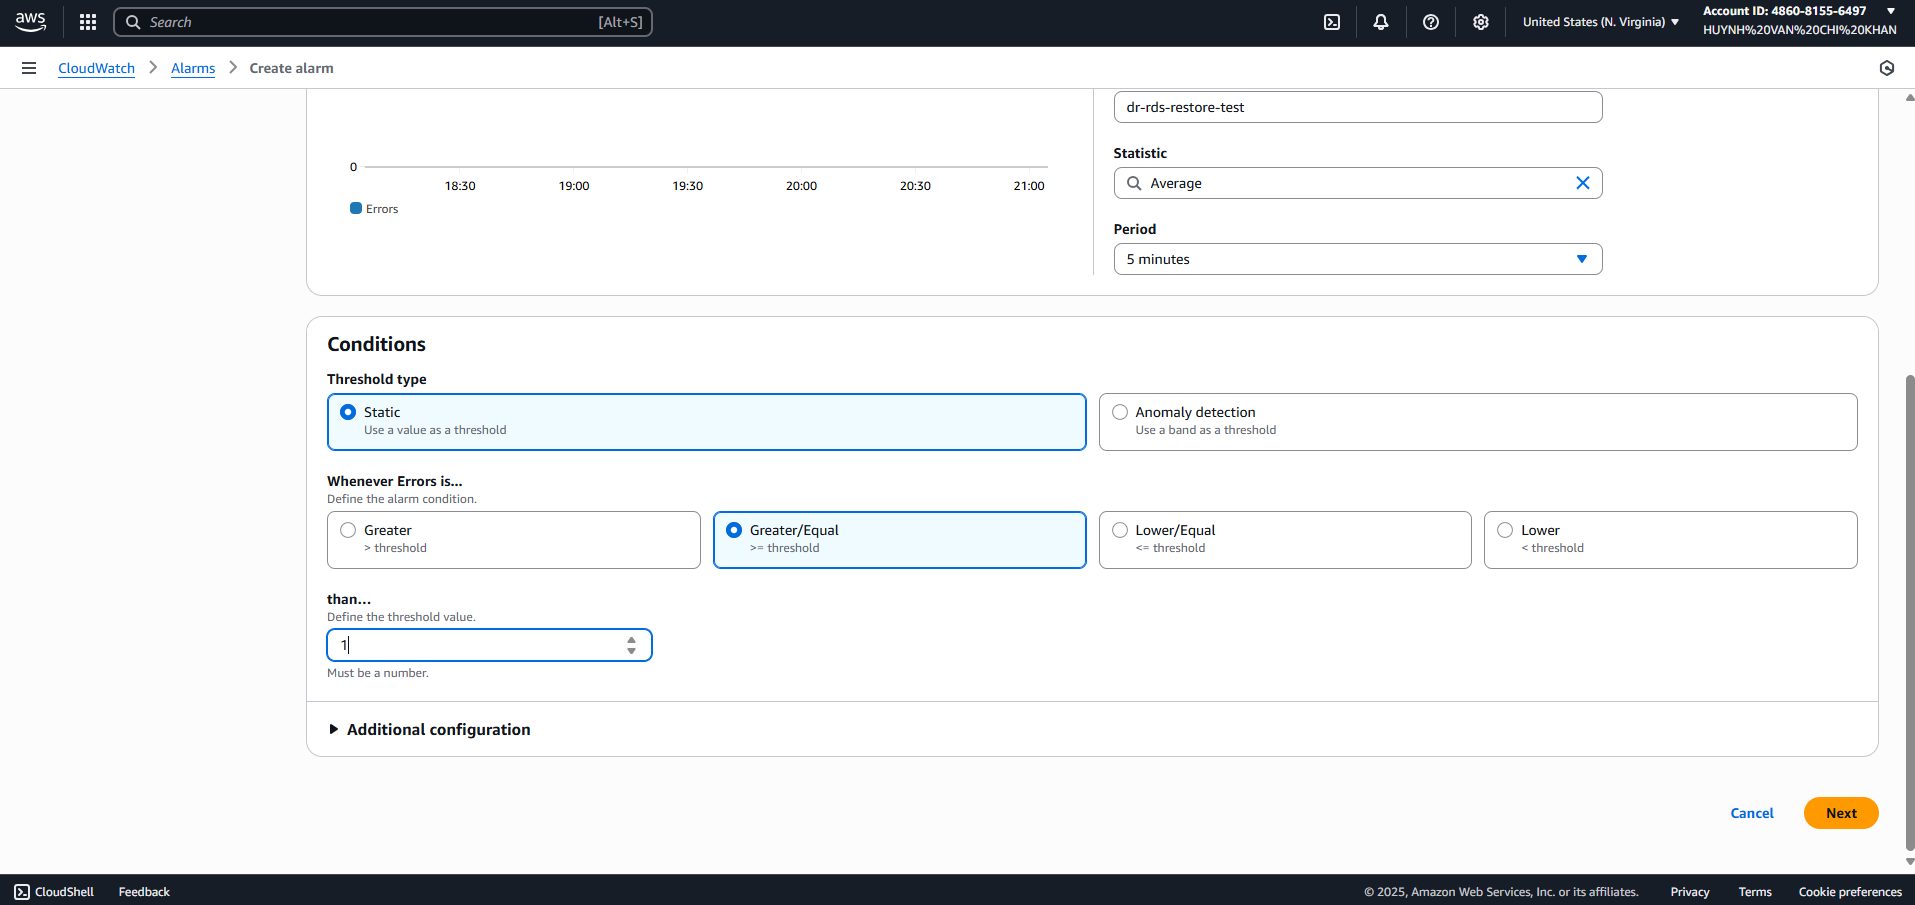 aws
Search
[Alt+S]
United States (N. Virginia)
Account ID: 4860-8155-6497
HUYNH%20VAN%20CHI%20KHAN
CloudWatch
Alarms
Create alarm
dr-rds-restore-test
0
18:30
19:00
19:30
20:00
20:30
21:00
Errors
Statistic
Average
Period
5 minutes
Conditions
Threshold type
Static
Use a value as a threshold
Anomaly detection
Use a band as a threshold
Whenever Errors is...
Define the alarm condition.
Greater
> threshold
Greater/Equal
>= threshold
Lower/Equal
<= threshold
Lower
< threshold
than...
Define the threshold value.
1
Must be a number.
Additional configuration
Cancel
Next
CloudShell
Feedback
© 2025, Amazon Web Services, Inc. or its affiliates.
Privacy
Terms
Cookie preferences